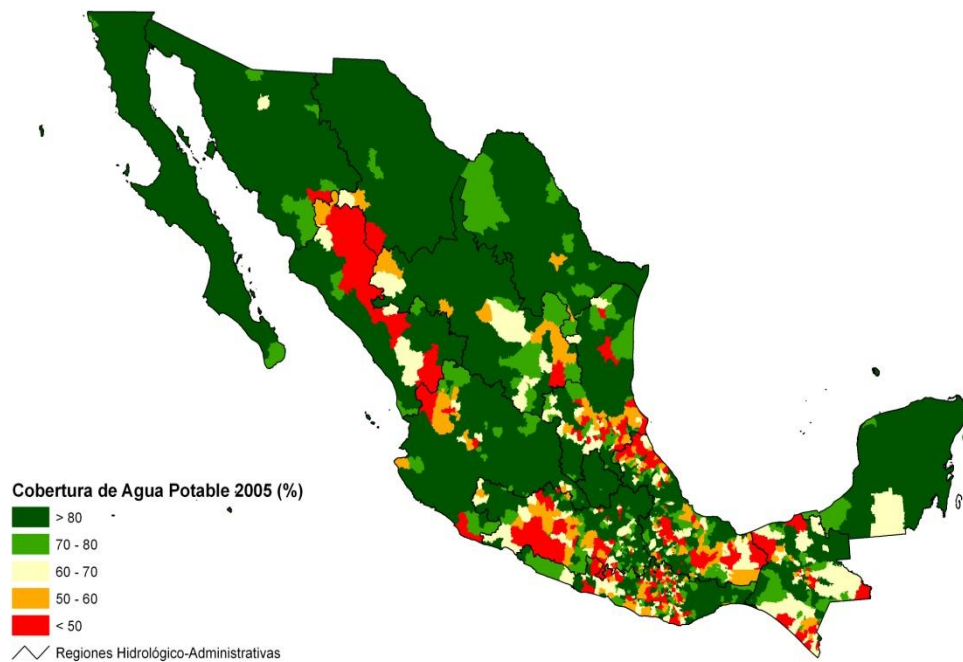 Cobertura de Agua Potable 2005 (%)
> 80
70 - 80
60 - 70
50 - 60
< 50
Regiones Hidrológico-Administrativas